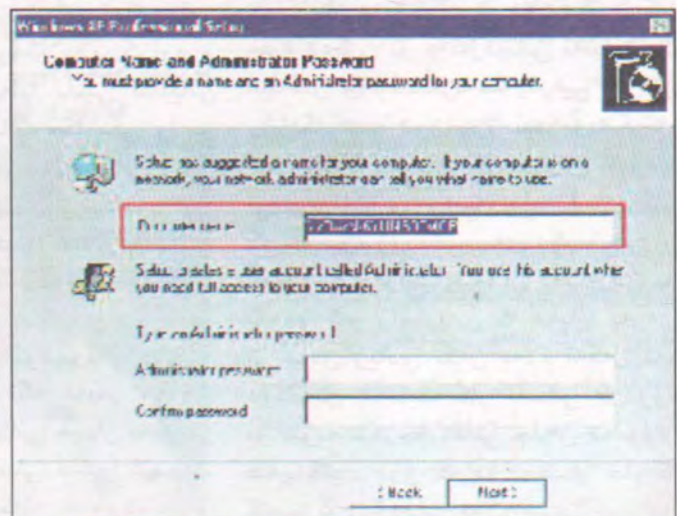 Windows XP Professional Setup
Computer Name and Administrator Password
You must provide a name and an Administrator password for your computer.
Setup has suggested a name for your computer. If your computer is on a
network, your network administrator can tell you what name to use.
Computer name:
Setup creates a user account called Administrator. You use this account when
you need full access to your computer.
Type an Administrator password.
Administrator password:
Confirm password:
< Back
Next >